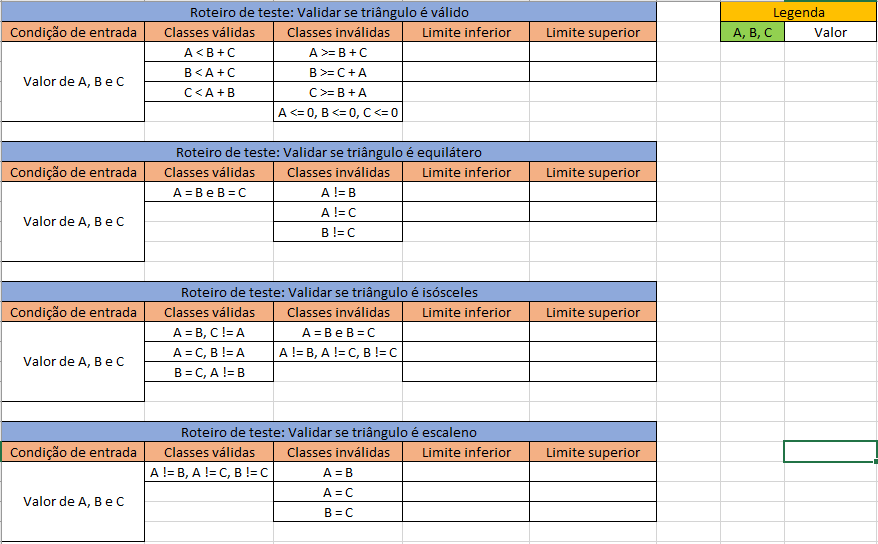 Roteiro de teste: Validar se triângulo é válido
Legenda
Condição de entrada Classes válidas Classes inválidas Limite inferior Limite superior
A, B, C Valor
A < B + C A >= B + C
B < A + C B >= C + A
Valor de A, B e C
C < A + B C >= B + A
A <= 0, B <= 0, C <= 0
Roteiro de teste: Validar se triângulo é equilátero
Condição de entrada Classes válidas Classes inválidas Limite inferior Limite superior
A = B e B = C A != B
A != C
Valor de A, B e C
B != C
Roteiro de teste: Validar se triângulo é isósceles
Condição de entrada Classes válidas Classes inválidas Limite inferior Limite superior
A = B, C != A A = B e B = C
A = C, B != A A != B, A != C, B != C
Valor de A, B e C
B = C, A != B
Roteiro de teste: Validar se triângulo é escaleno
Condição de entrada Classes válidas Classes inválidas Limite inferior Limite superior
A != B, A != C, B != C A = B
A = C
Valor de A, B e C
B = C